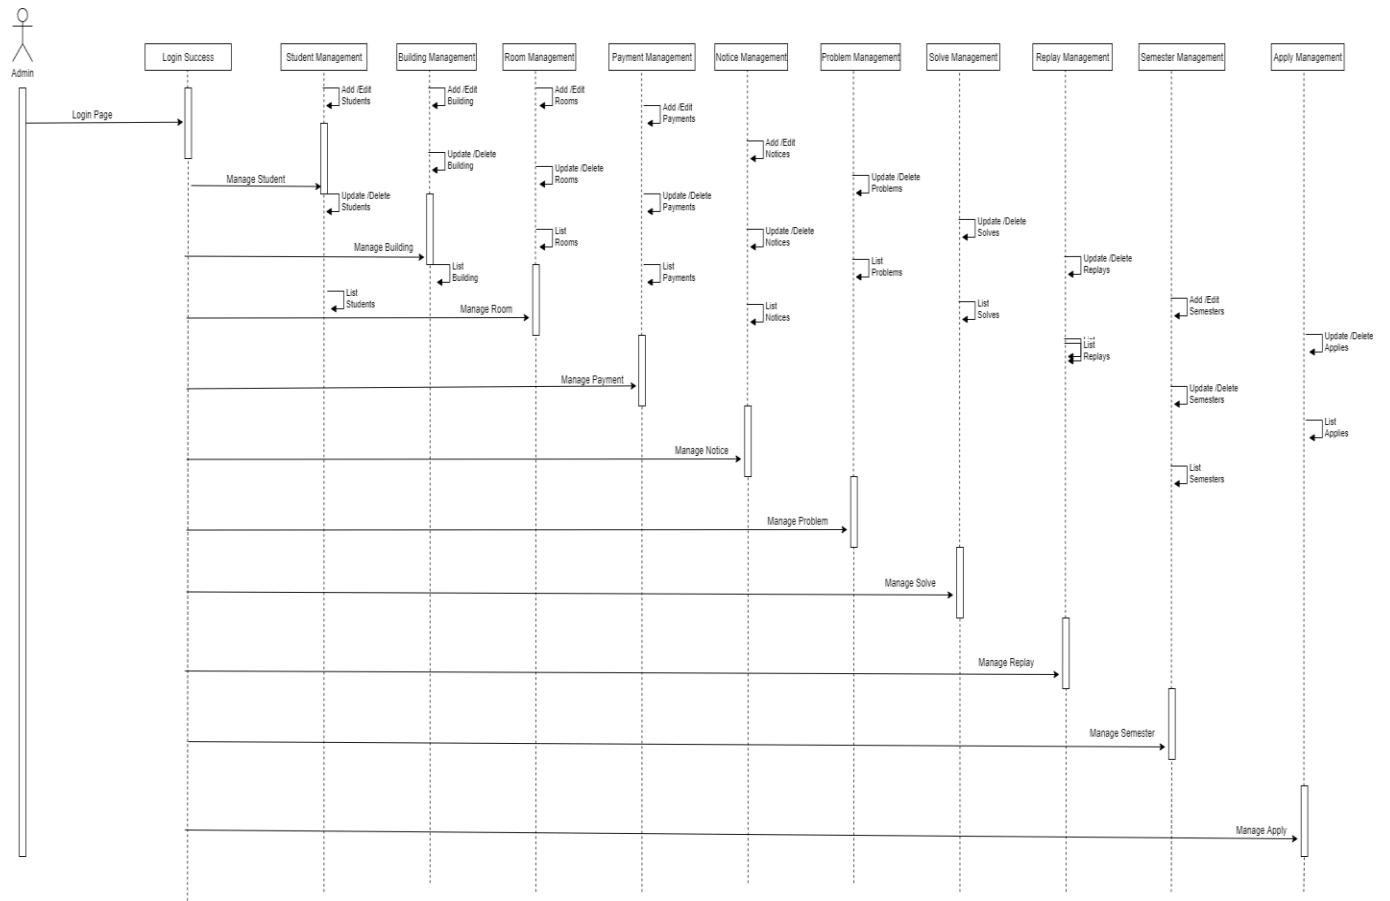 Admin
Login Success
Student Management
Building Management
Room Management
Payment Management
Notice Management
Problem Management
Solve Management
Replay Management
Semester Management
Apply Management
Login Page
Add /Edit
Students
Add /Edit
Building
Add /Edit
Rooms
Add /Edit
Payments
Add /Edit
Notices
Update /Delete
Building
Update /Delete
Rooms
Update /Delete
Problems
Manage Student
Update /Delete
Students
Update /Delete
Payments
Update /Delete
Solves
Update /Delete
Notices
List
Rooms
Manage Building
List
Building
List
Payments
List
Problems
Update /Delete
Replays
List
Students
Manage Room
List
Notices
List
Solves
Add /Edit
Semesters
List
Replays
Update /Delete
Applies
Manage Payment
Update /Delete
Semesters
List
Applies
Manage Notice
List
Semesters
Manage Problem
Manage Solve
Manage Replay
Manage Semester
Manage Apply